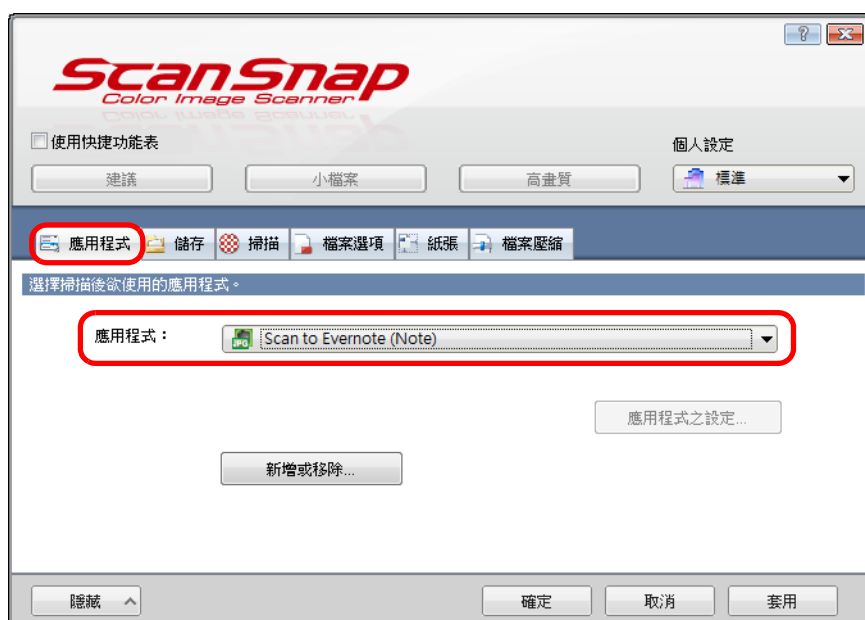 ScanSnap
Color Image Scanner
使用快捷功能表
個人設定
建議 小檔案 高畫質 標準
應用程式 儲存 掃描 檔案選項 紙張 檔案壓縮
選擇掃描後欲使用的應用程式。
應用程式： JPG Scan to Evernote (Note)
應用程式之設定...
新增或移除...
隱藏 確定 取消 套用